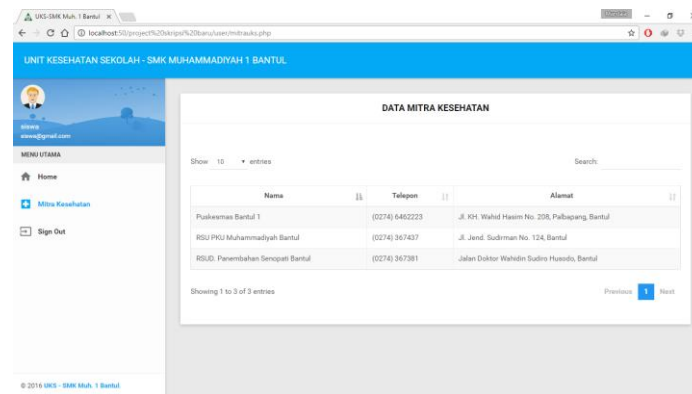 UKS-SMK Muh. 1 Bantul
localhost:50/project%20skripsi%20baru/user/mitrauks.php
UNIT KESEHATAN SEKOLAH - SMK MUHAMMADIYAH 1 BANTUL
siswa
siswa@gmail.com
MENU UTAMA
Home
Mitra Kesehatan
Sign Out
© 2016 UKS - SMK Muh. 1 Bantul.
DATA MITRA KESEHATAN
Show 10 entries Search:
Nama Telepon Alamat
Puskesmas Bantul 1 (0274) 6462223 Jl. KH. Wahid Hasim No. 208, Palbapang, Bantul
RSU PKU Muhammadiyah Bantul (0274) 367437 Jl. Jend. Sudirman No. 124, Bantul
RSUD. Panembahan Senopati Bantul (0274) 367381 Jalan Doktor Wahidin Sudiro Husodo, Bantul
Showing 1 to 3 of 3 entries Previous 1 Next